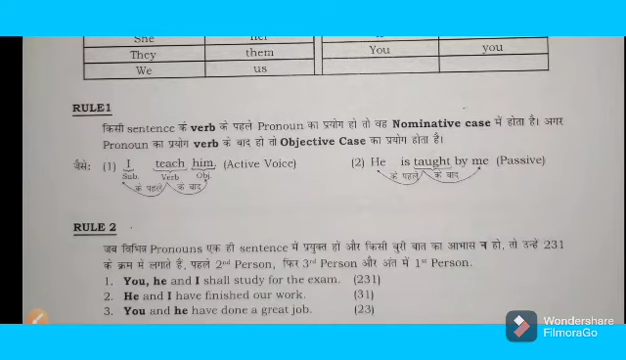 She her
They them You you
We us
RULE1
किसी sentence के verb के पहले Pronoun का प्रयोग हो तो वह Nominative case में होता है। अगर
Pronoun का प्रयोग verb के बाद हो तो Objective Case का प्रयोग होता है।
जैसे: (1) I teach him. (Active Voice) (2) He is taught by me (Passive)
Sub. Verb Obj.
के पहले के बाद के पहले के बाद
RULE 2
जब विभिन्न Pronouns एक ही sentence में प्रयुक्त हों और किसी बुरी बात का आभास न हो, तो उन्हें 231
के क्रम में लगाते हैं, पहले 2nd Person, फिर 3rd Person और अंत में 1st Person.
1. You, he and I shall study for the exam. (231)
2. He and I have finished our work. (31)
3. You and he have done a great job. (23)
Wondershare
FilmoraGo